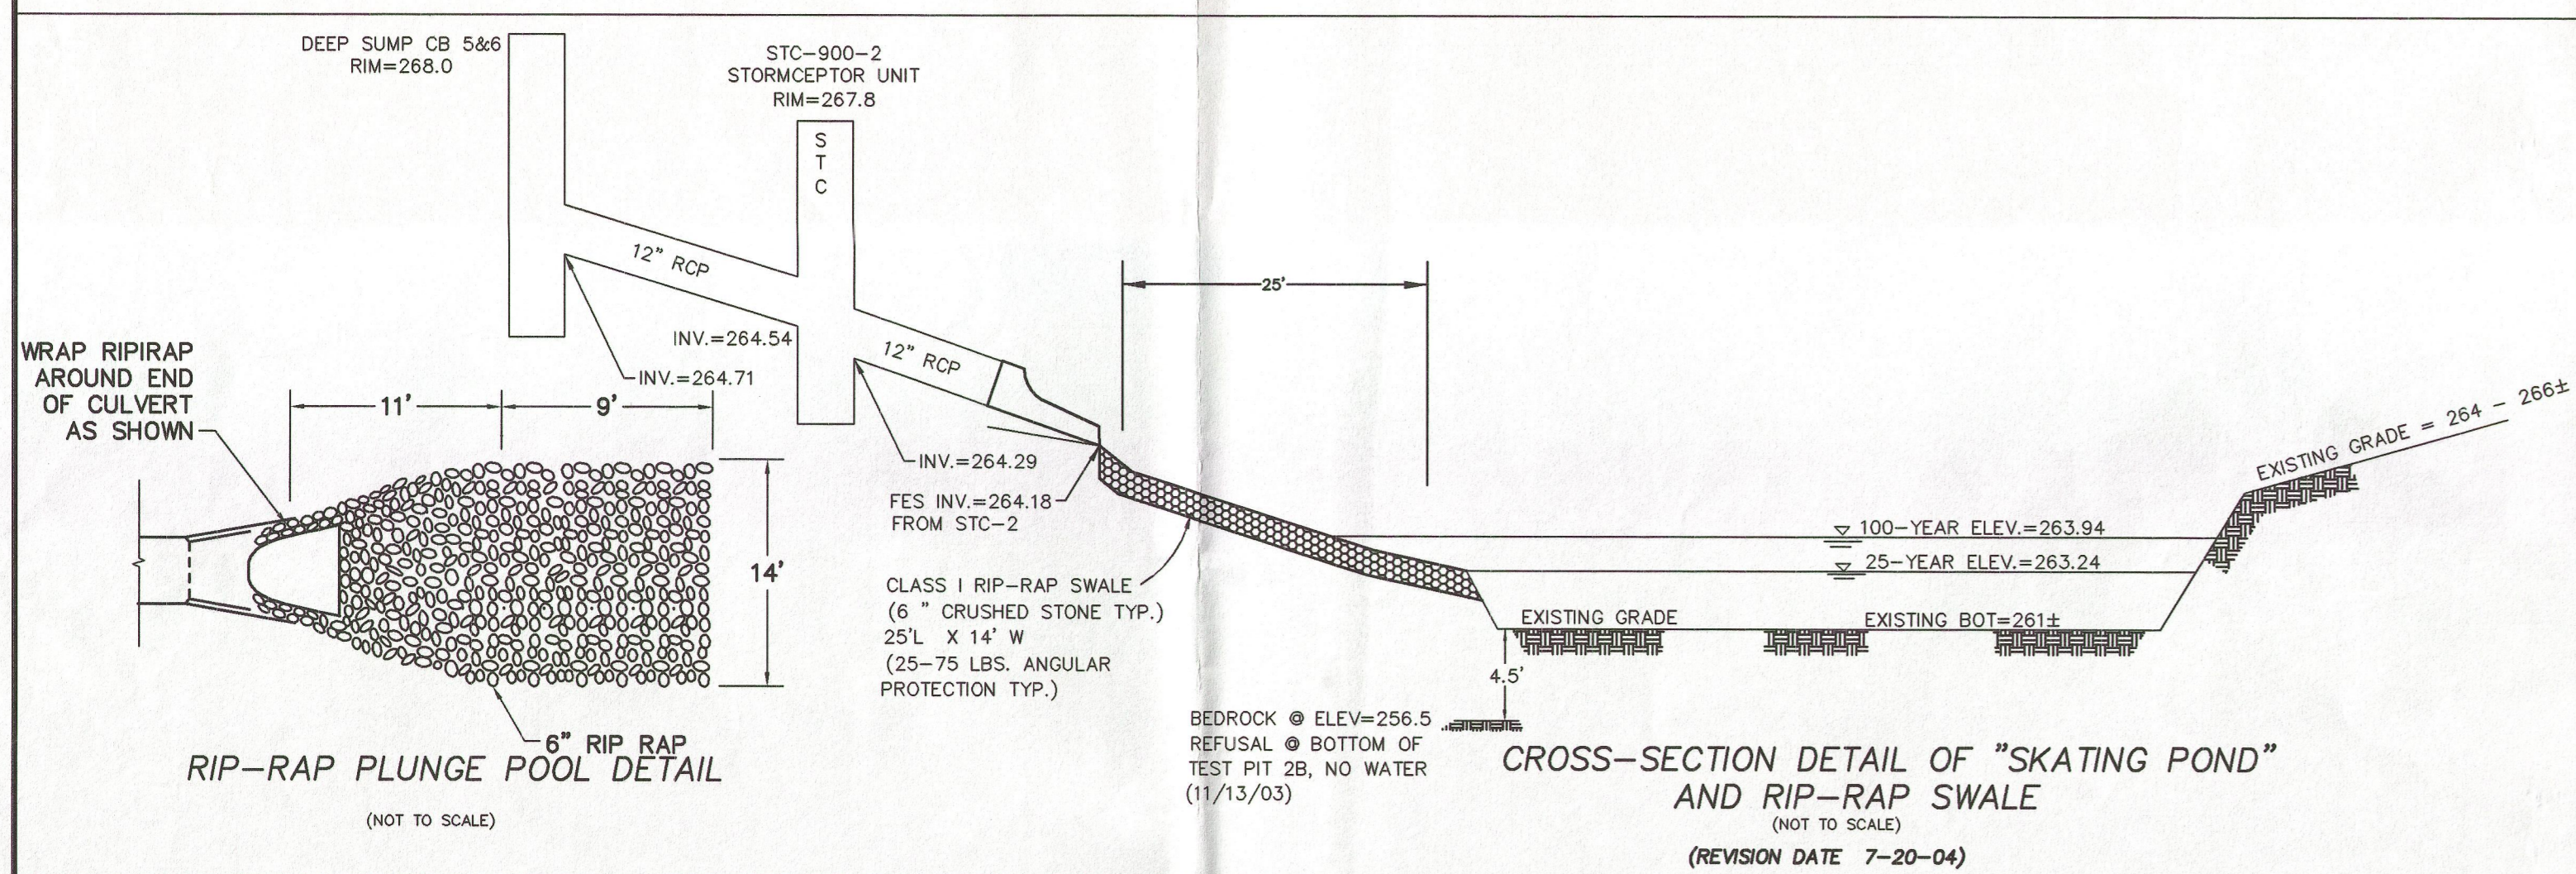 DEEP SUMP CB 5&6
RIM=268.0
STC-900-2
STORMCEPTOR UNIT
RIM=267.8
S
T
C
12" RCP
INV.=264.54
INV.=264.71
12" RCP
INV.=264.29
FES INV.=264.18
FROM STC-2
25'
WRAP RIPIRAP
AROUND END
OF CULVERT
AS SHOWN
11'
9'
14'
6" RIP RAP
RIP-RAP PLUNGE POOL DETAIL
(NOT TO SCALE)
CLASS I RIP-RAP SWALE
(6 " CRUSHED STONE TYP.)
25'L X 14' W
(25-75 LBS. ANGULAR
PROTECTION TYP.)
100-YEAR ELEV.=263.94
25-YEAR ELEV.=263.24
EXISTING GRADE
EXISTING BOT=261±
EXISTING GRADE = 264 - 266±
4.5'
BEDROCK @ ELEV=256.5
REFUSAL @ BOTTOM OF
TEST PIT 2B, NO WATER
(11/13/03)
CROSS-SECTION DETAIL OF "SKATING POND"
AND RIP-RAP SWALE
(NOT TO SCALE)
(REVISION DATE 7-20-04)